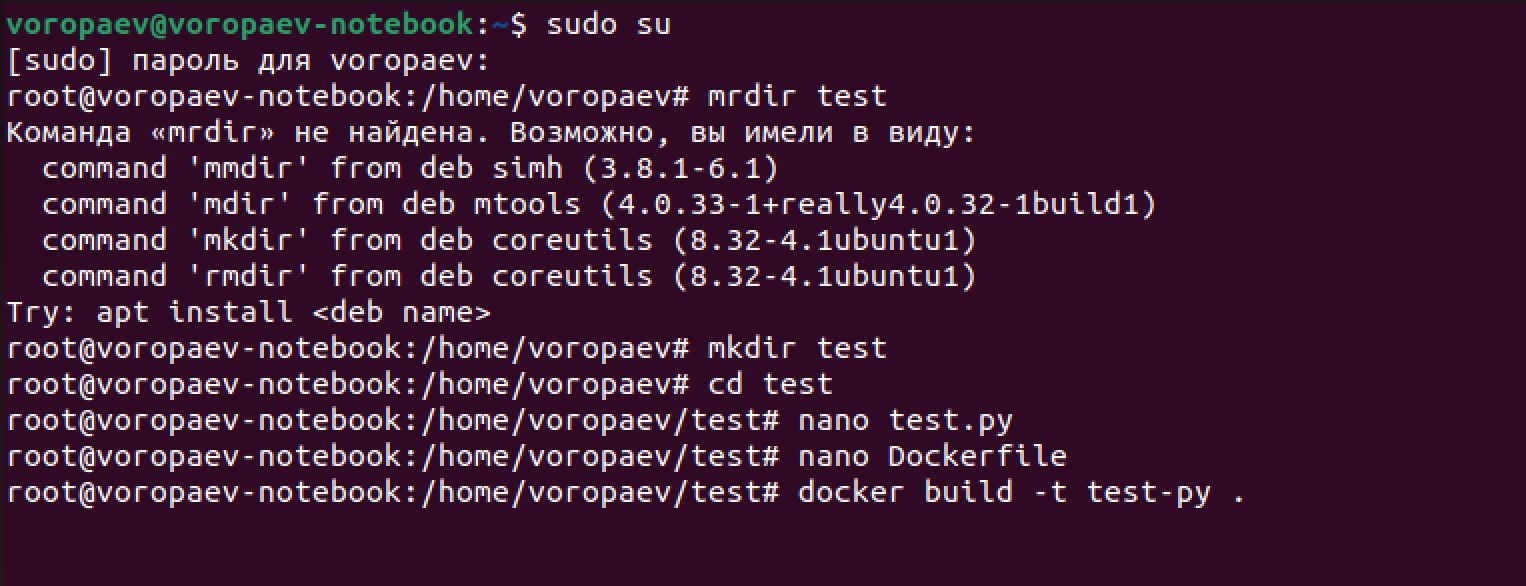 voropaev@voropaev-notebook:~$ sudo su
[sudo] пароль для voropaev:
root@voropaev-notebook:/home/voropaev# mrdir test
Команда «mrdir» не найдена. Возможно, вы имели в виду:
  command 'mmdir' from deb simh (3.8.1-6.1)
  command 'mdir' from deb mtools (4.0.33-1+really4.0.32-1build1)
  command 'mkdir' from deb coreutils (8.32-4.1ubuntu1)
  command 'rmdir' from deb coreutils (8.32-4.1ubuntu1)
Try: apt install <deb name>
root@voropaev-notebook:/home/voropaev# mkdir test
root@voropaev-notebook:/home/voropaev# cd test
root@voropaev-notebook:/home/voropaev/test# nano test.py
root@voropaev-notebook:/home/voropaev/test# nano Dockerfile
root@voropaev-notebook:/home/voropaev/test# docker build -t test-py .